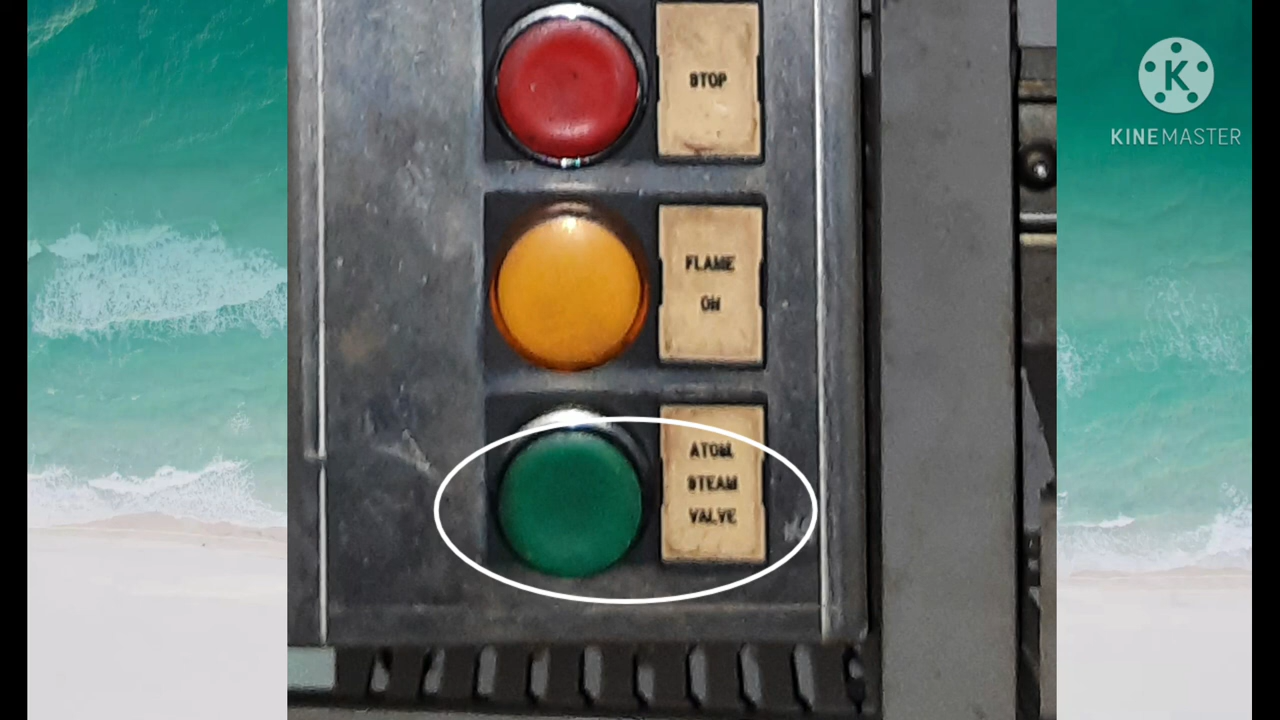 STOP
FLAME
ON
ATOM.
STEAM
VALVE
K
KINEMASTER